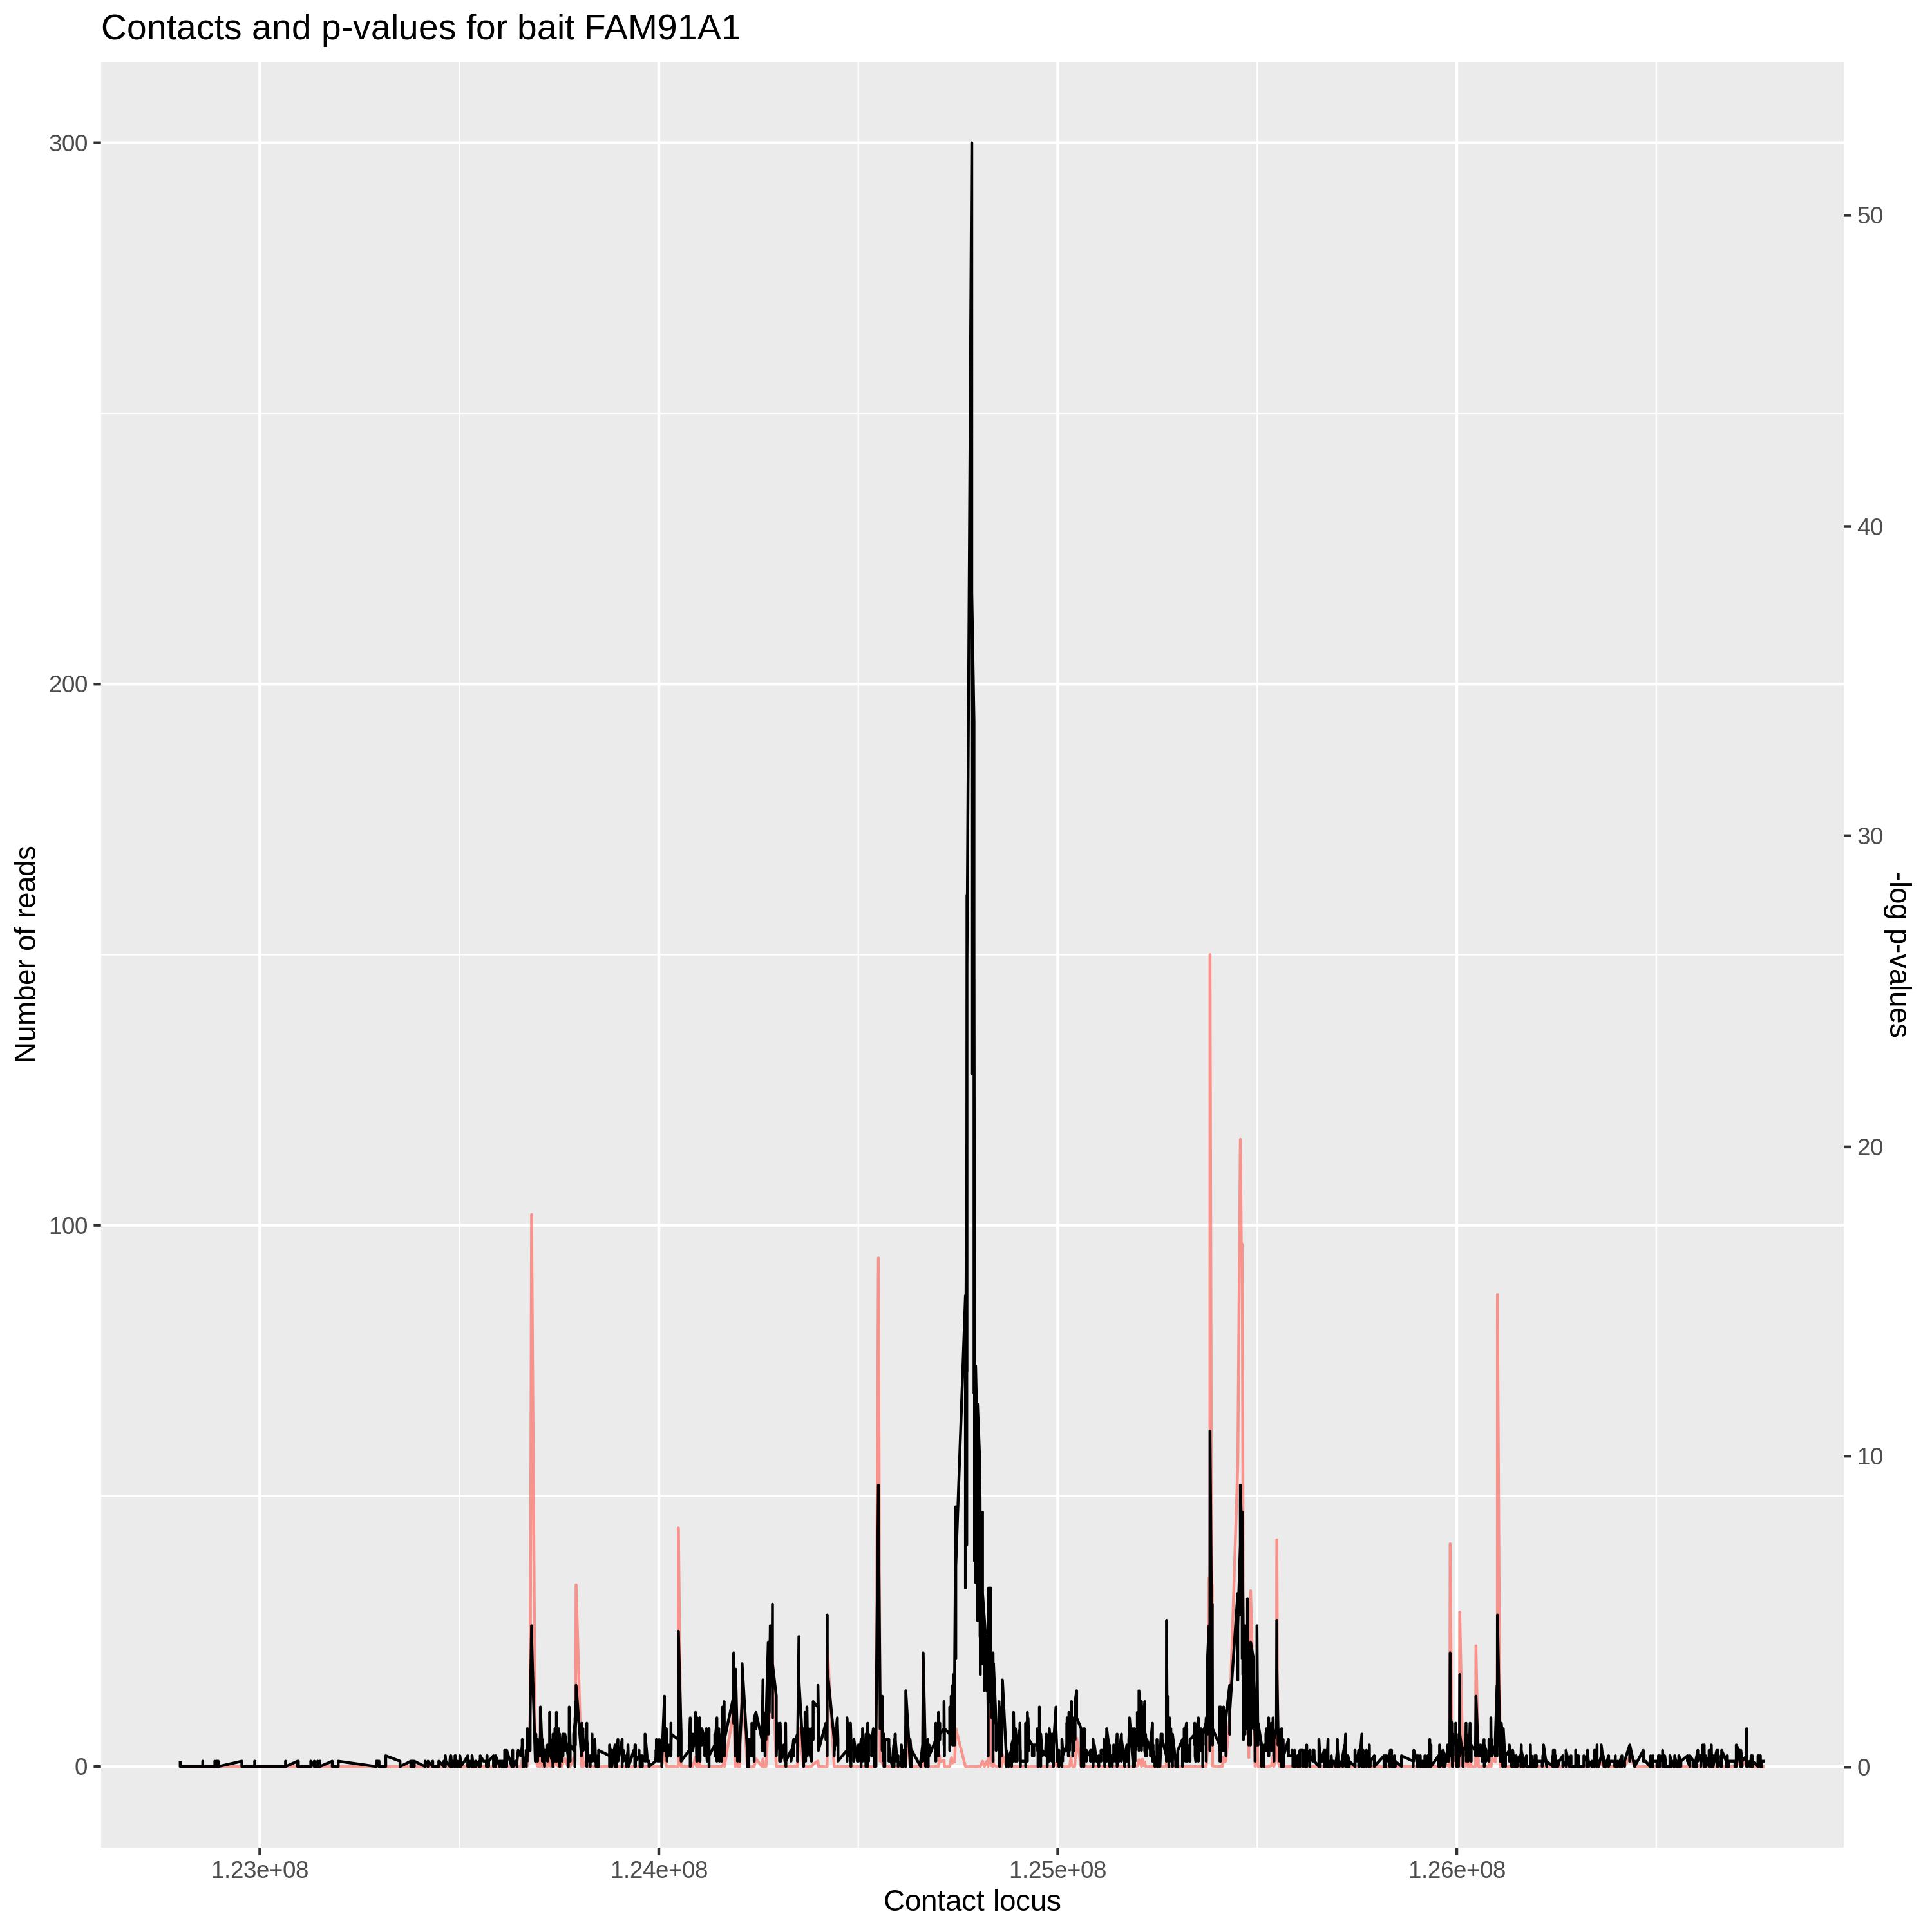 Contacts and p-values for bait FAM91A1
300
200
100
0
Number of reads
50
40
30
20
10
0
-log p-values
1.23e+08
1.24e+08
1.25e+08
1.26e+08
Contact locus